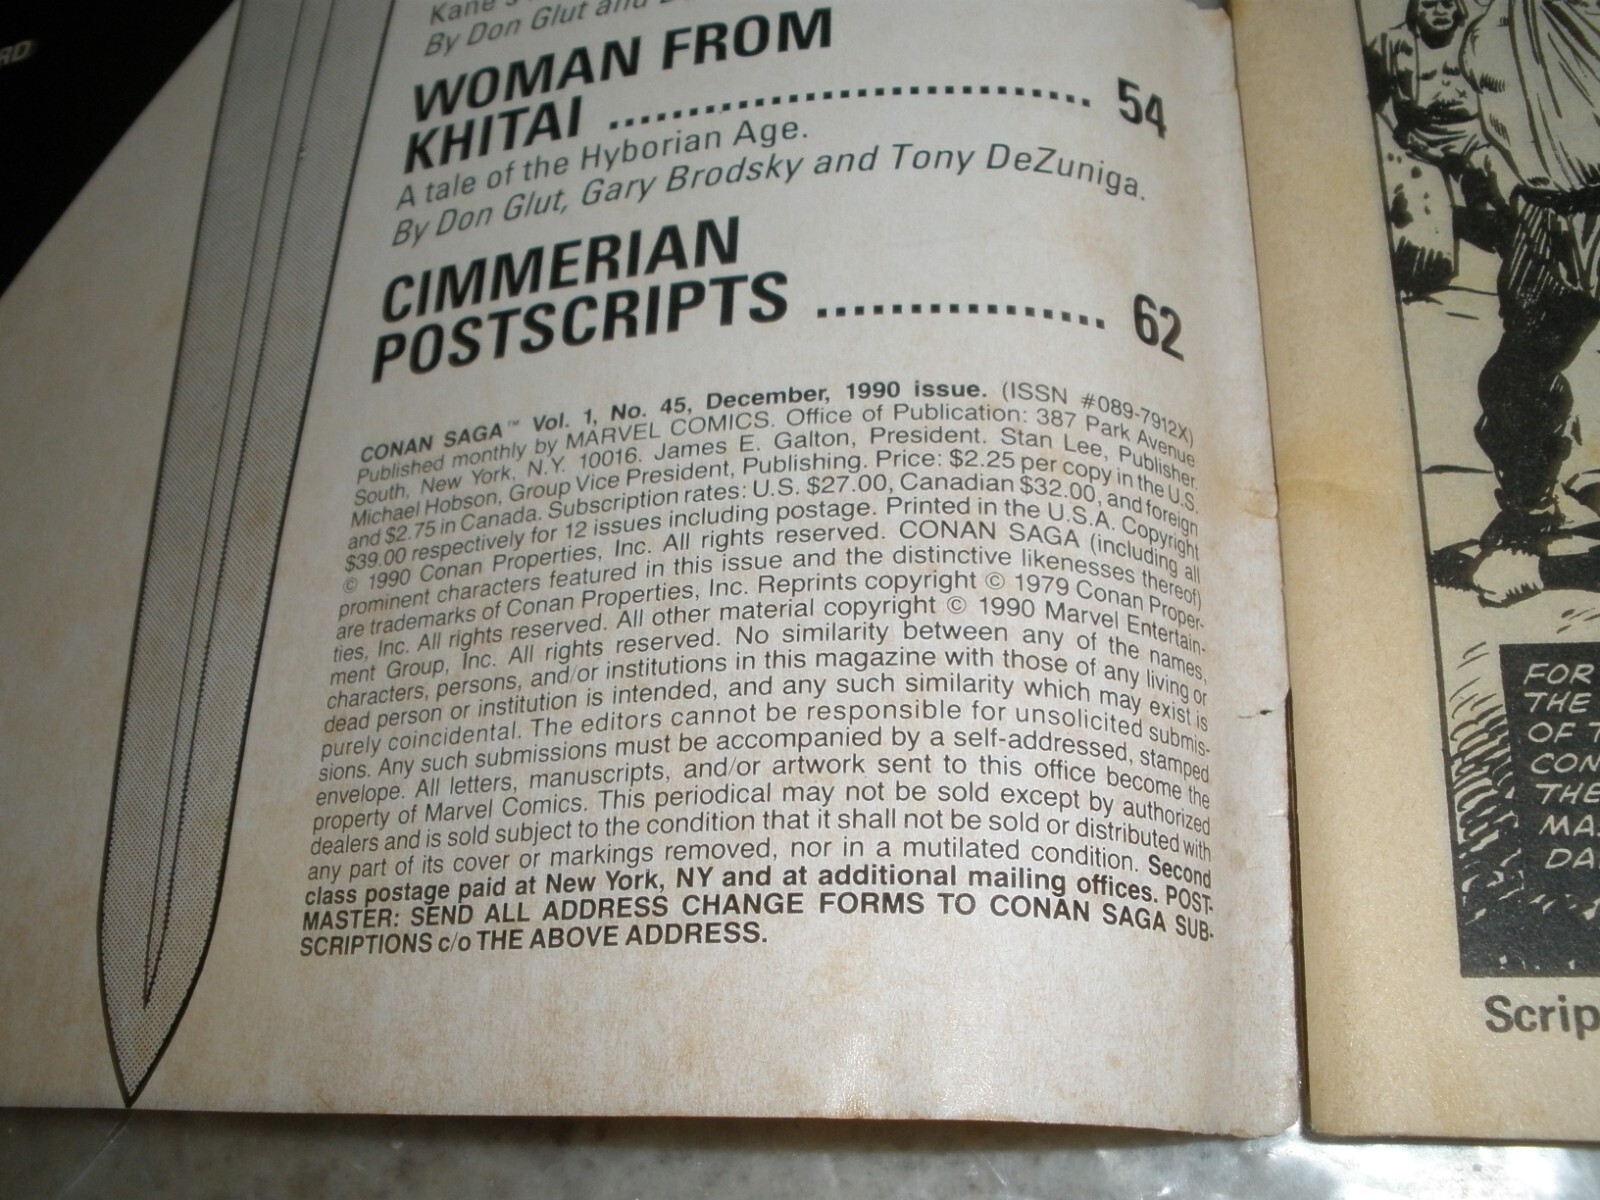 RD
Kane's
By Don Glut and
WOMAN FROM
KHITAI .............................. 54
A tale of the Hyborian Age.
By Don Glut, Gary Brodsky and Tony DeZuniga.
CIMMERIAN
POSTSCRIPTS ................ 62
CONAN SAGA™ Vol. 1, No. 45, December, 1990 issue. (ISSN #089-7912X)
Published monthly by MARVEL COMICS. Office of Publication: 387 Park Avenue
South, New York, N.Y. 10016. James E. Galton, President. Stan Lee, Publisher.
Michael Hobson, Group Vice President, Publishing. Price: $2.25 per copy in the U.S.
and $2.75 in Canada. Subscription rates: U.S. $27.00, Canadian $32.00, and foreign
$39.00 respectively for 12 issues including postage. Printed in the U.S.A. Copyright
© 1990 Conan Properties, Inc. All rights reserved. CONAN SAGA (including all
prominent characters featured in this issue and the distinctive likenesses thereof)
are trademarks of Conan Properties, Inc. Reprints copyright © 1979 Conan Proper-
ties, Inc. All rights reserved. All other material copyright © 1990 Marvel Entertain-
ment Group, Inc. All rights reserved. No similarity between any of the names,
characters, persons, and/or institutions in this magazine with those of any living or
dead person or institution is intended, and any such similarity which may exist is
purely coincidental. The editors cannot be responsible for unsolicited submis-
sions. Any such submissions must be accompanied by a self-addressed, stamped
envelope. All letters, manuscripts, and/or artwork sent to this office become the
property of Marvel Comics. This periodical may not be sold except by authorized
dealers and is sold subject to the condition that it shall not be sold or distributed with
any part of its cover or markings removed, nor in a mutilated condition. Second
class postage paid at New York, NY and at additional mailing offices. POST-
MASTER: SEND ALL ADDRESS CHANGE FORMS TO CONAN SAGA SUB-
SCRIPTIONS c/o THE ABOVE ADDRESS.
FOR
THE
OF T
CON
THE
MA
DA
Scrip